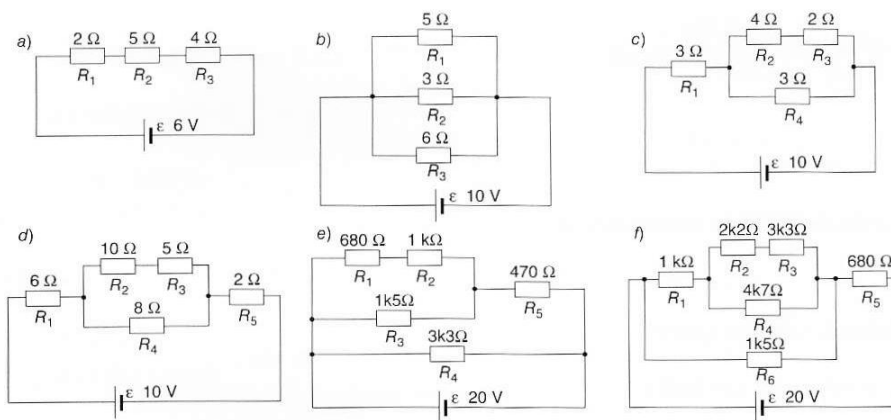 a)
2 Ω 5 Ω 4 Ω
R1 R2 R3
ε 6 V
b)
5 Ω
R1
3 Ω
R2
6 Ω
R3
ε 10 V
c)
4 Ω 2 Ω
3 Ω
R2 R3
R1
3 Ω
R4
ε 10 V
d)
10 Ω 5 Ω
6 Ω
R2 R3
2 Ω
R1
8 Ω
R5
R4
ε 10 V
e)
680 Ω 1 kΩ
R1 R2
470 Ω
1k5Ω
R5
R3
3k3Ω
R4
ε 20 V
f)
2k2Ω 3k3Ω
1 kΩ
R2 R3
680 Ω
R1
4k7Ω
R5
R4
1k5Ω
R6
ε 20 V